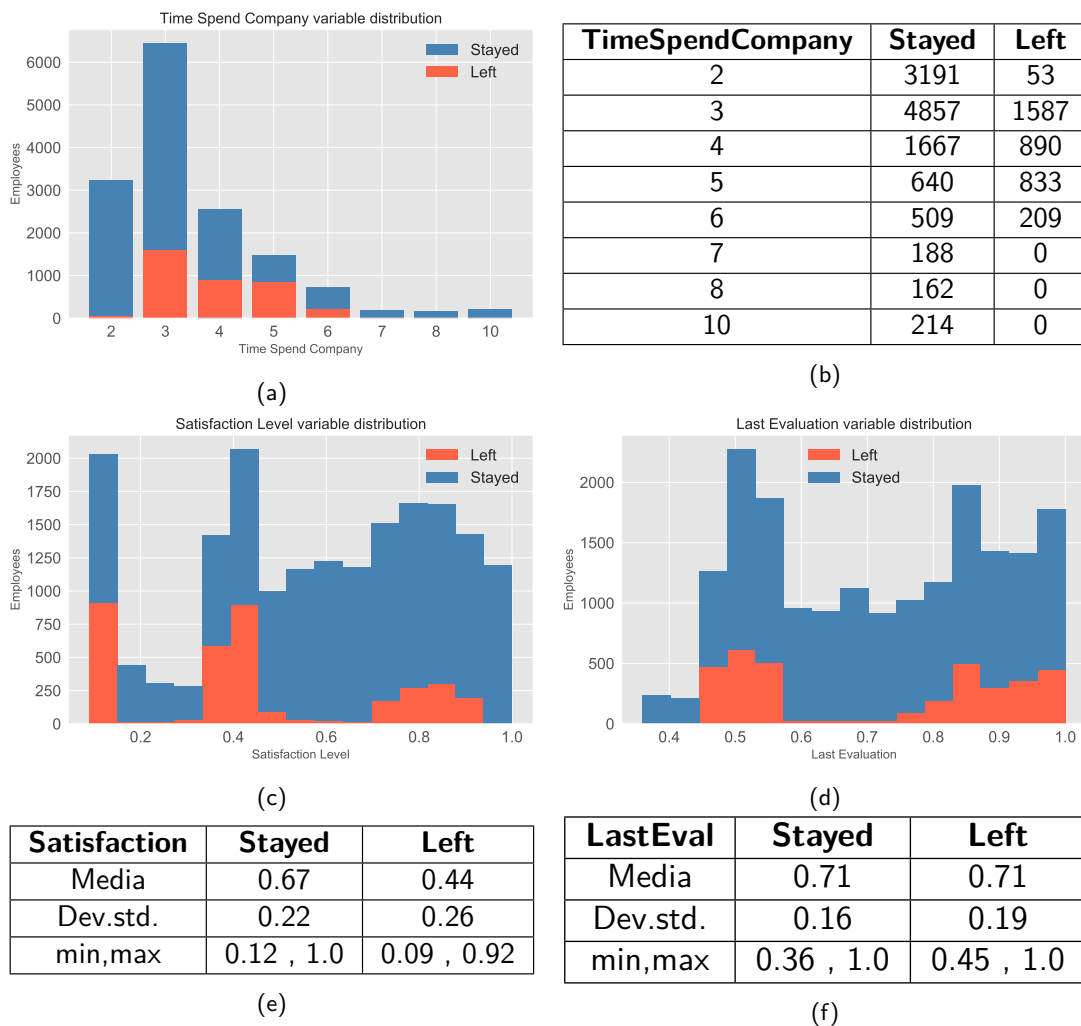 Time Spend Company variable distribution
Stayed
Left
6000
5000
4000
3000
2000
1000
0
Employees
2 3 4 5 6 7 8 10
Time Spend Company
(a)
TimeSpendCompany Stayed Left
2 3191 53
3 4857 1587
4 1667 890
5 640 833
6 509 209
7 188 0
8 162 0
10 214 0
(b)
Satisfaction Level variable distribution
Left
Stayed
2000
1750
1500
1250
1000
750
500
250
0
Employees
0.2 0.4 0.6 0.8 1.0
Satisfaction Level
(c)
Last Evaluation variable distribution
Left
Stayed
2000
1500
1000
500
0
Employees
0.4 0.5 0.6 0.7 0.8 0.9 1.0
Last Evaluation
(d)
Satisfaction Stayed Left
Media 0.67 0.44
Dev.std. 0.22 0.26
min,max 0.12 , 1.0 0.09 , 0.92
(e)
LastEval Stayed Left
Media 0.71 0.71
Dev.std. 0.16 0.19
min,max 0.36 , 1.0 0.45 , 1.0
(f)